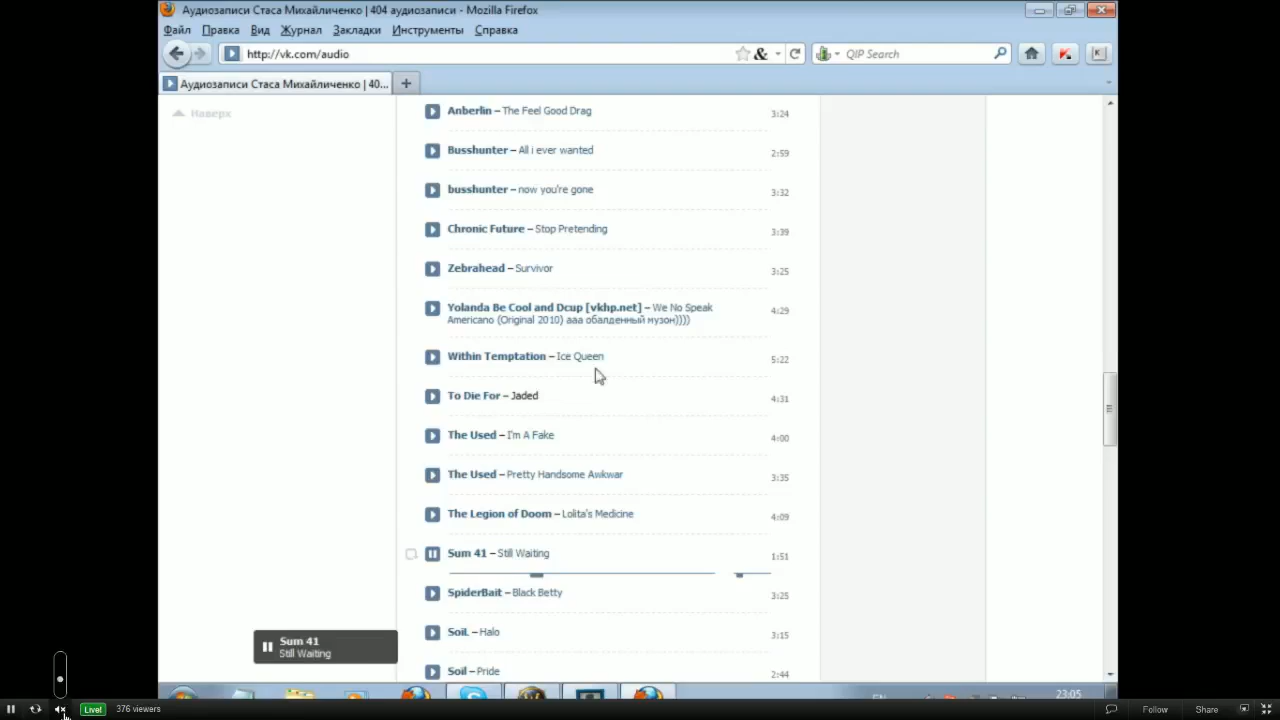 Аудиозаписи Стаса Михайличенко | 404 аудиозаписи - Mozilla Firefox
Файл Правка Вид Журнал Закладки Инструменты Справка
http://vk.com/audio
QIP Search
Аудиозаписи Стаса Михайличенко | 40...
Наверх
Anberlin – The Feel Good Drag 3:24
Busshunter – All i ever wanted 2:59
busshunter – now you're gone 3:32
Chronic Future – Stop Pretending 3:39
Zebrahead – Survivor 3:25
Yolanda Be Cool and Dcup [vkhp.net] – We No Speak 4:29
Americano (Original 2010) ааа обалденный музон))))
Within Temptation – Ice Queen 5:22
To Die For – Jaded 4:31
The Used – I'm A Fake 4:00
The Used – Pretty Handsome Awkwar 3:35
The Legion of Doom – Lolita's Medicine 4:09
Sum 41 – Still Waiting 1:51
SpiderBait – Black Betty 3:25
SoiL – Halo 3:15
Soil – Pride 2:44
Sum 41
Still Waiting
23:05
Live! 376 viewers Follow Share